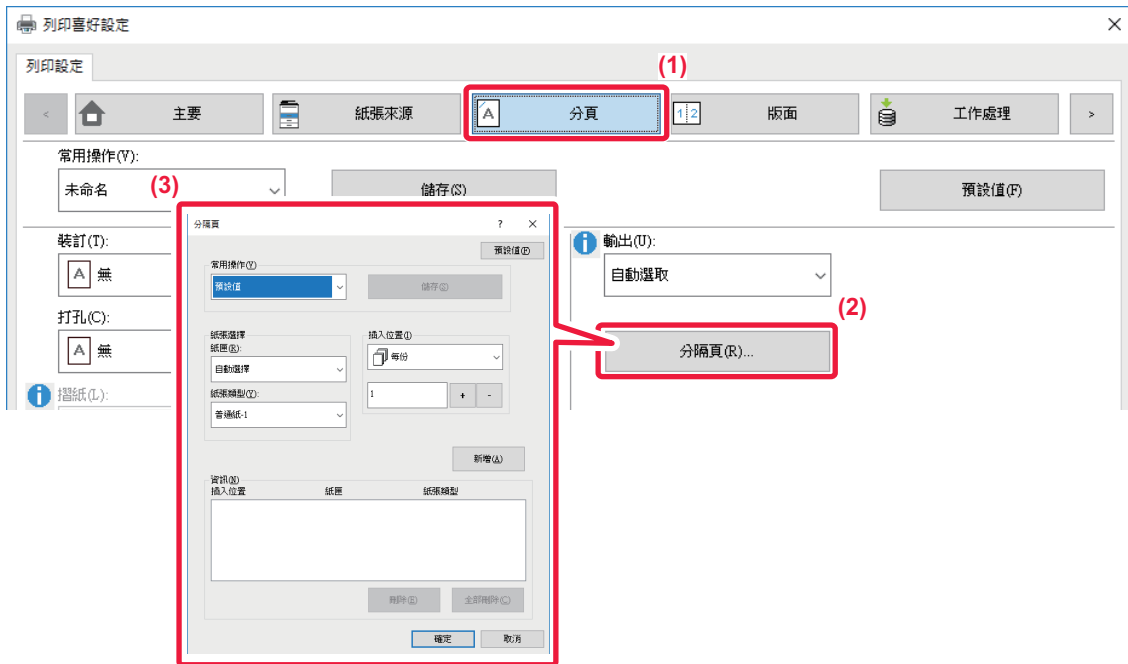 列印喜好設定
列印設定
(1)
主要
紙張來源
分頁
版面
工作處理
常用操作(V):
未命名
儲存(S)
預設值(F)
(3)
分隔頁
預設值(F)
常用操作(V)
預設值
儲存(S)
紙張選擇
紙匣(R):
自動選擇
紙張類型(Y):
普通紙-1
插入位置(I)
每份
1
+ -
新增(A)
資訊(N)
插入位置 紙匣 紙張類型
刪除(E) 全部刪除(C)
確定 取消
裝訂(T):
無
打孔(C):
無
摺紙(L):
輸出(U):
自動選取
(2)
分隔頁(R)...